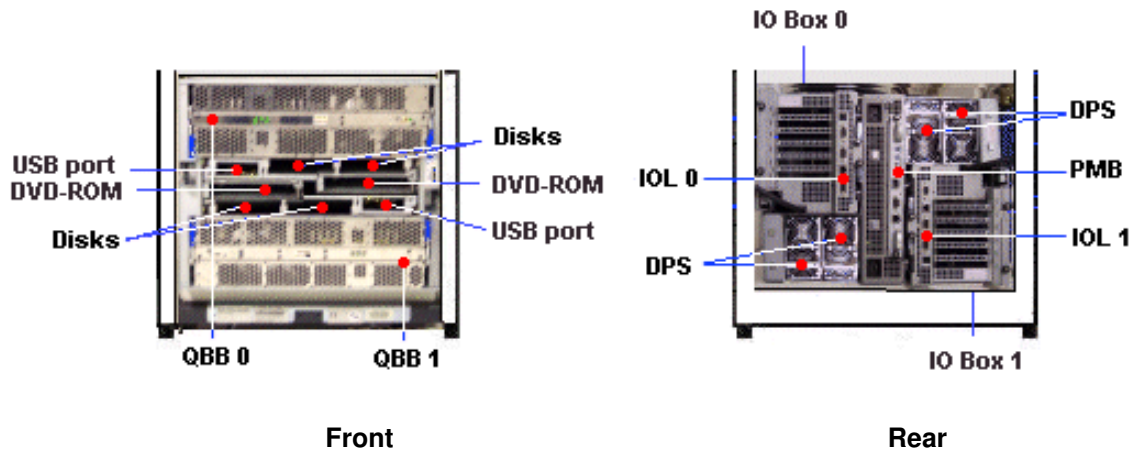 IO Box 0
Disks
USB port
DVD-ROM
DVD-ROM
Disks
USB port
QBB 0
QBB 1
DPS
IOL 0
PMB
IOL 1
DPS
IO Box 1
Front
Rear